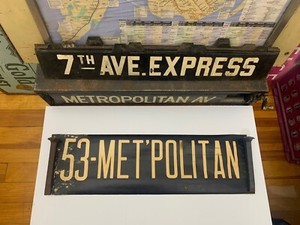 7TH AVE. EXPRESS
METROPOLITAN AV
53-MET'POLITAN